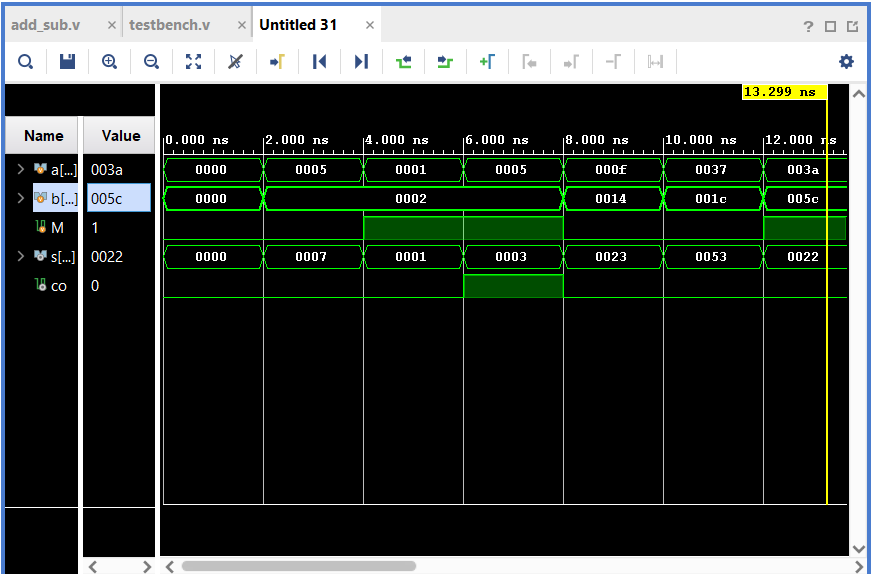 add_sub.v × testbench.v × Untitled 31 ×
?
13.299 ns
Name Value
0.000 ns 2.000 ns 4.000 ns 6.000 ns 8.000 ns 10.000 ns 12.000 ns
a[...] 003a 0000 0005 0001 0005 000f 0037 003a
b[...] 005c 0000 0002 0014 001c 005c
M 1
s[...] 0022 0000 0007 0001 0003 0023 0053 0022
co 0